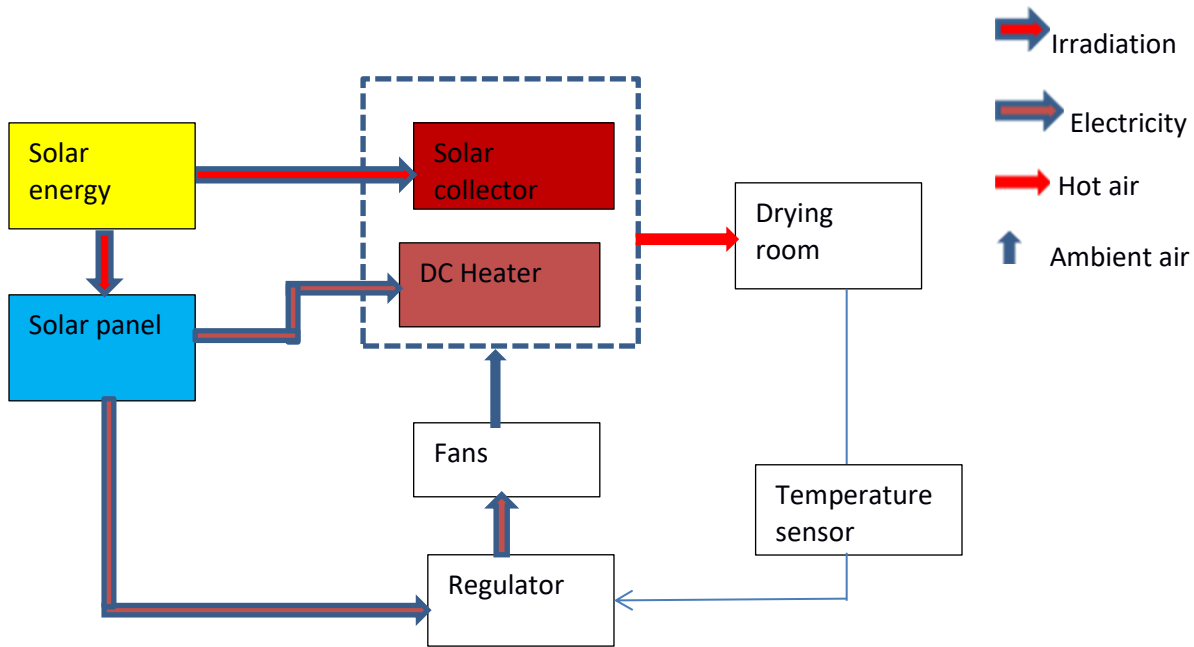 Irradiation
Electricity
Hot air
Ambient air
Solar
energy
Solar
collector
Drying
room
DC Heater
Solar panel
Fans
Temperature
sensor
Regulator